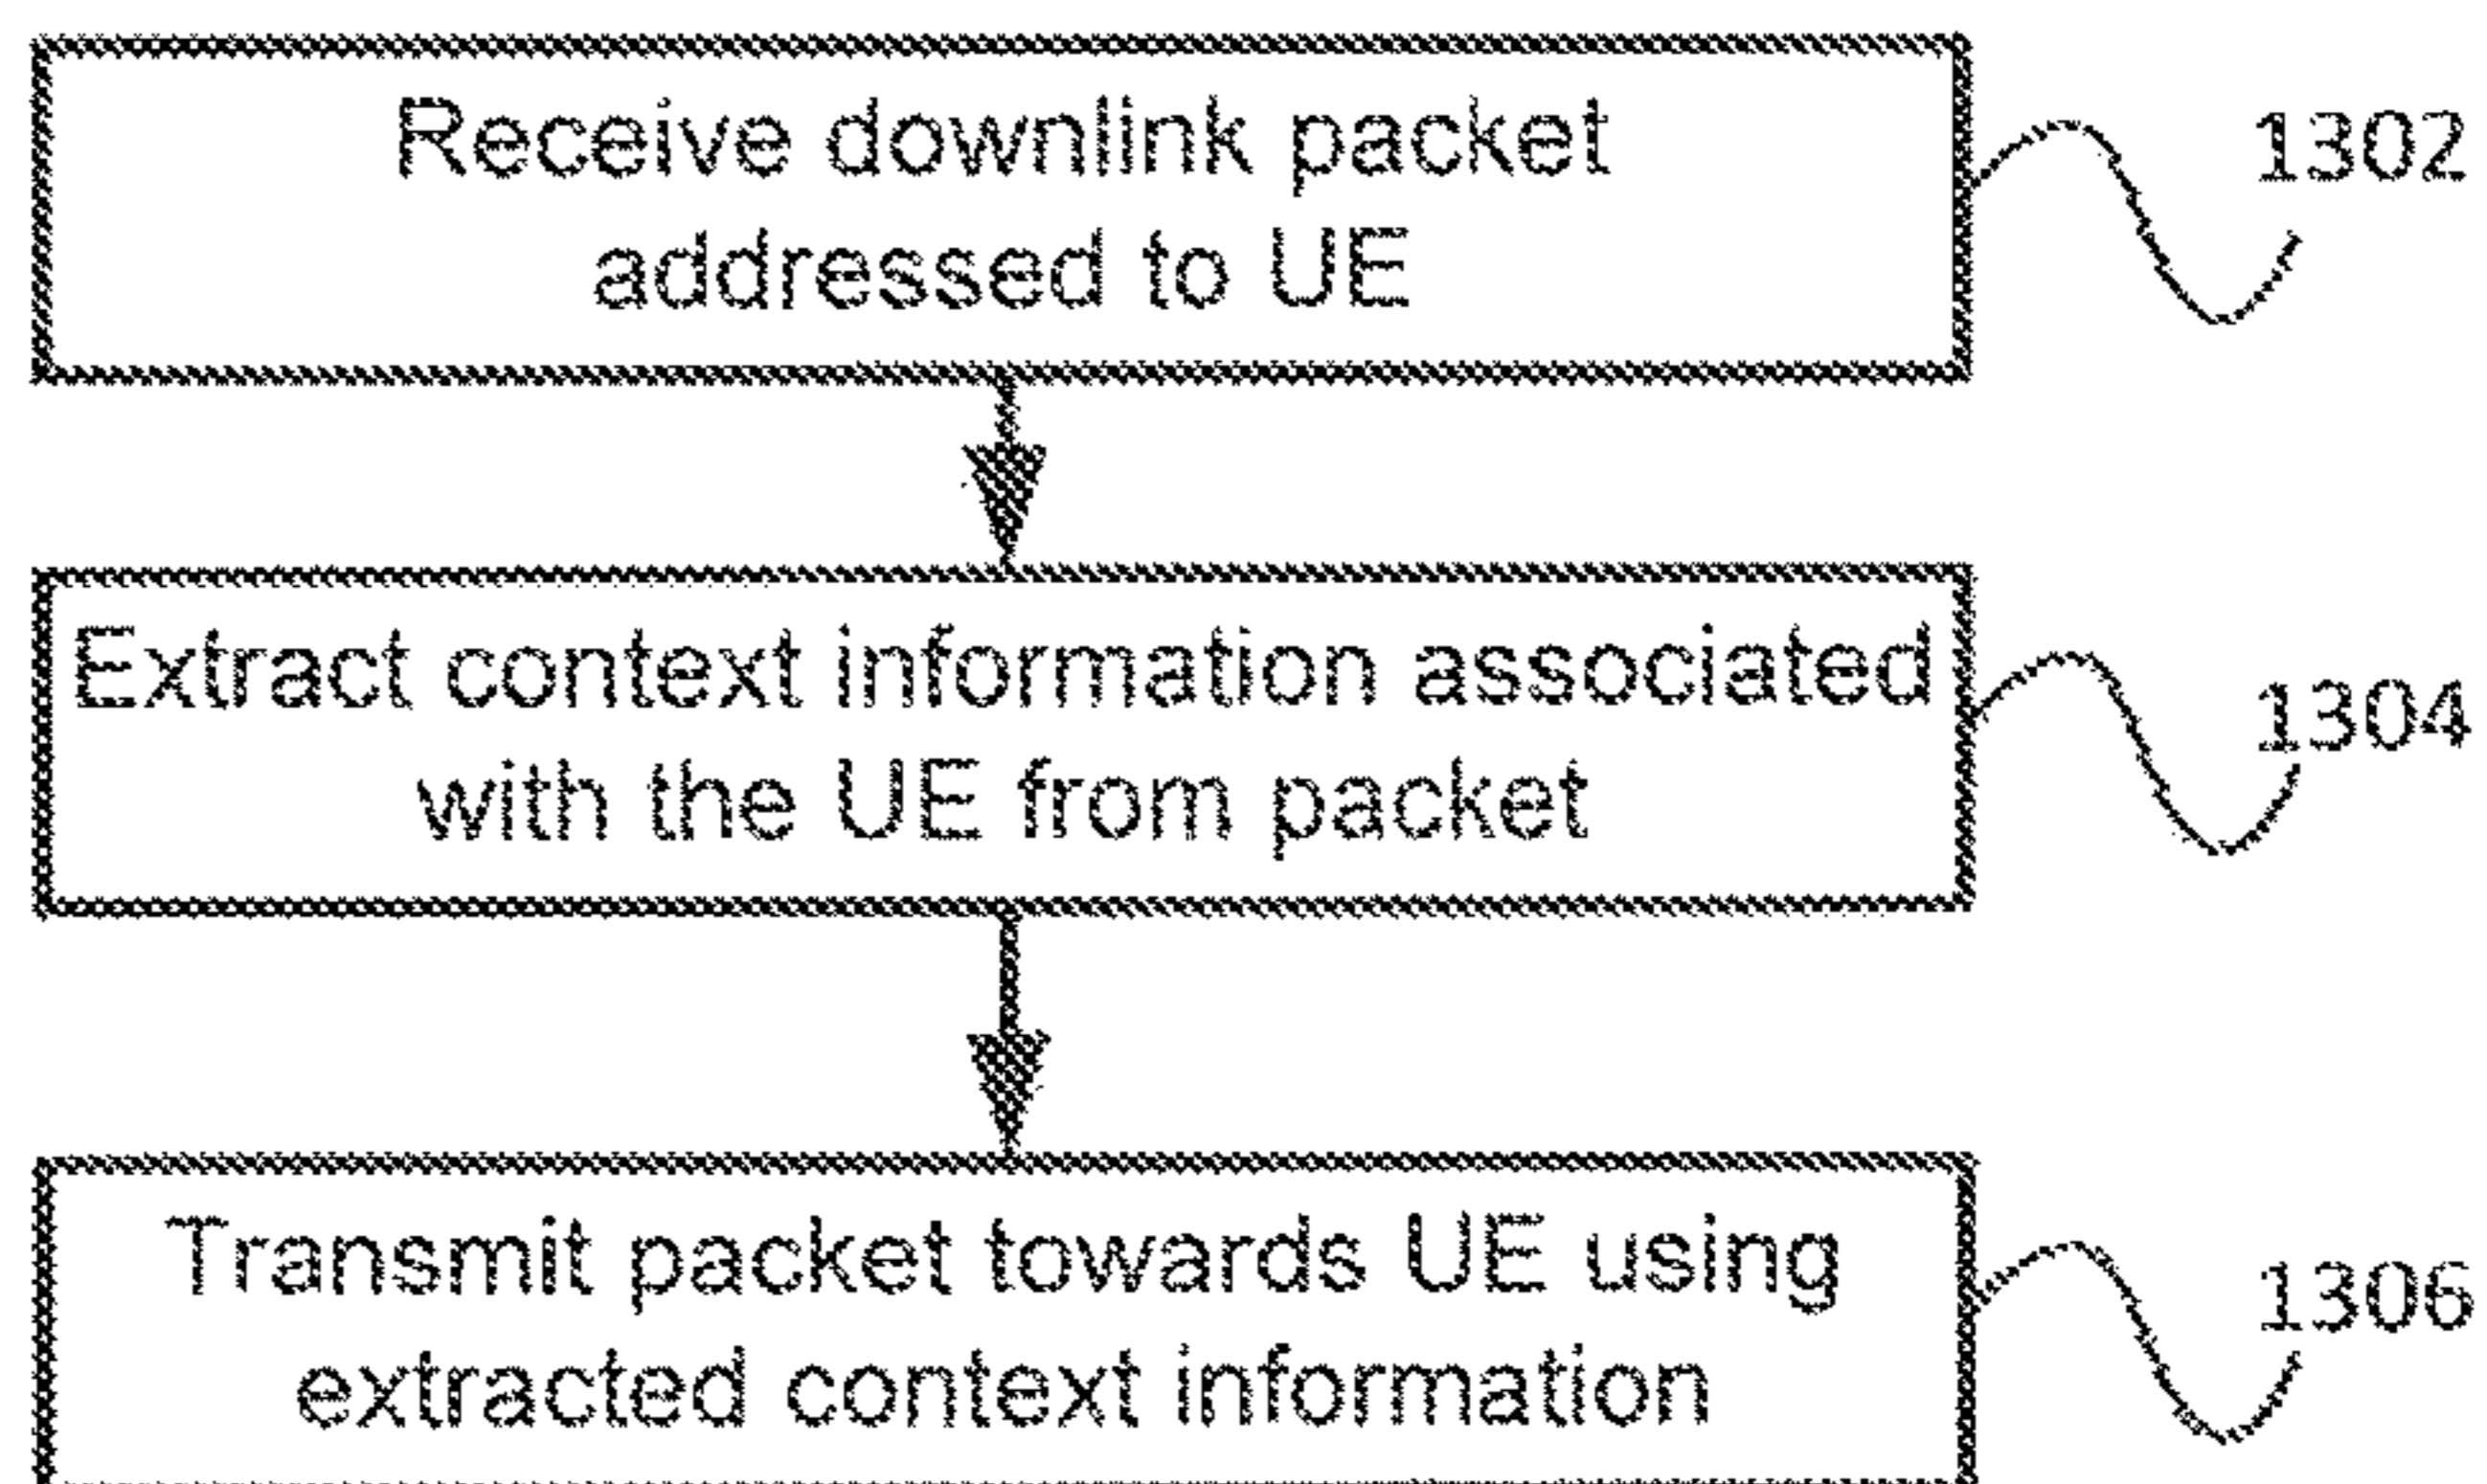 Receive downlink packet
addressed to UE
1302
Extract context information associated
with the UE from packet
1304
Transmit packet towards UE using
extracted context information
1306